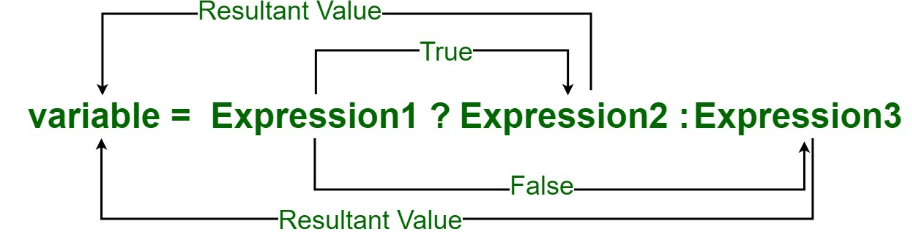 Resultant Value
True
variable = Expression1 ? Expression2 : Expression3
False
Resultant Value